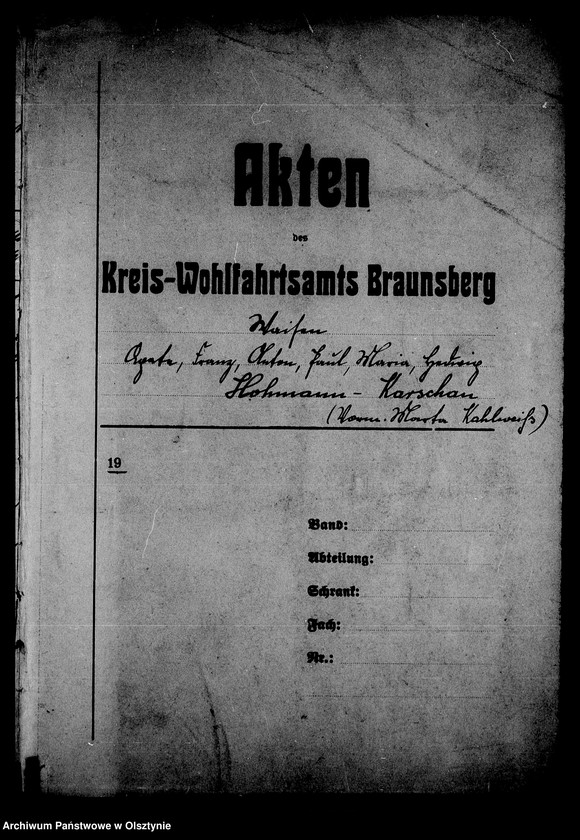 Akten
des
Kreis-Wohlfahrtsamts Braunsberg
Waisen
Agate, Franz, Anton, Paul, Maria, Hedwig
Hohmann - Karschau
(Vorm. Marta Kahlweiß)
19
Band:
Abteilung:
Schrank:
Fach:
Nr.:
Archiwum Państwowe w Olsztynie